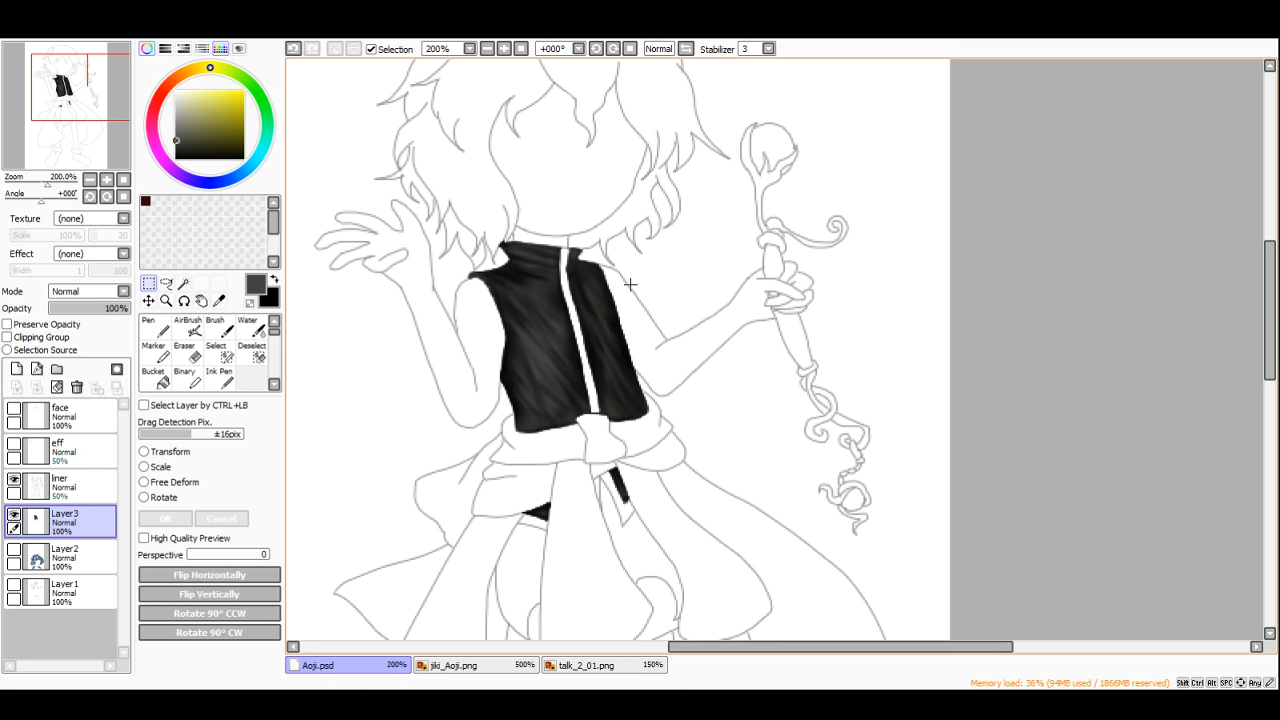 Selection 200% +000° Normal Stabilizer 3
Zoom 200.0%
Angle +000°
Texture (none)
Scale 100% 20
Effect (none)
Width 1 100
Mode Normal
Opacity 100%
Preserve Opacity
Clipping Group
Selection Source
face
Normal
100%
eff
Normal
50%
liner
Normal
50%
Layer3
Normal
100%
Layer2
Normal
100%
Layer1
Normal
100%
Pen AirBrush Brush Water
Marker Eraser Select Deselect
Bucket Binary Ink Pen
Select Layer by CTRL+LB
Drag Detection Pix.
±16pix
Transform
Scale
Free Deform
Rotate
OK Cancel
High Quality Preview
Perspective 0
Flip Horizontally
Flip Vertically
Rotate 90° CCW
Rotate 90° CW
Aoji.psd 200% jiki_Aoji.png 500% talk_2_01.png 150%
Memory load: 36% (94MB used / 1866MB reserved) Shift Ctrl Alt SPC Any